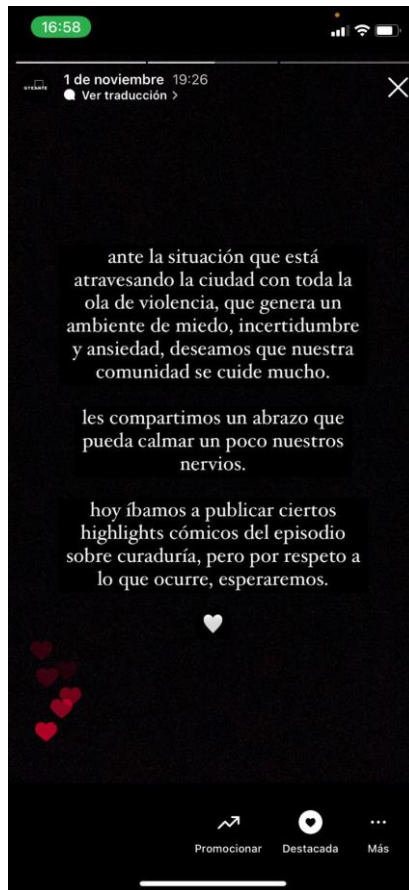 16:58
1 de noviembre 19:26
Ver traducción >
ante la situación que está
atravesando la ciudad con toda la
ola de violencia, que genera un
ambiente de miedo, incertidumbre
y ansiedad, deseamos que nuestra
comunidad se cuide mucho.
les compartimos un abrazo que
pueda calmar un poco nuestros
nervios.
hoy íbamos a publicar ciertos
highlights cómicos del episodio
sobre curaduría, pero por respeto a
lo que ocurre, esperaremos.
Promocionar Destacada Más